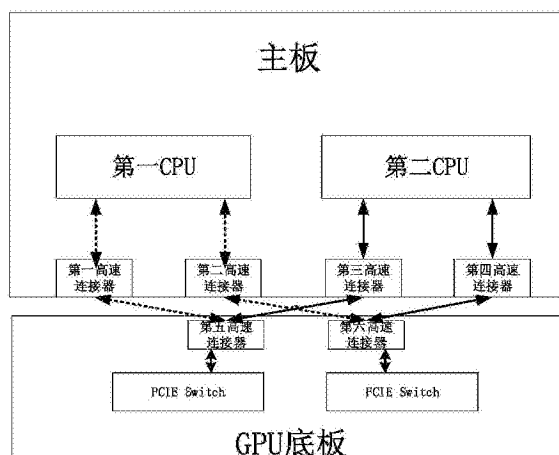 主板
第一CPU
第二CPU
第一高速
连接器
第二高速
连接器
第三高速
连接器
第四高速
连接器
第五高速
连接器
第六高速
连接器
PCIE Switch
PCIE Switch
GPU底板